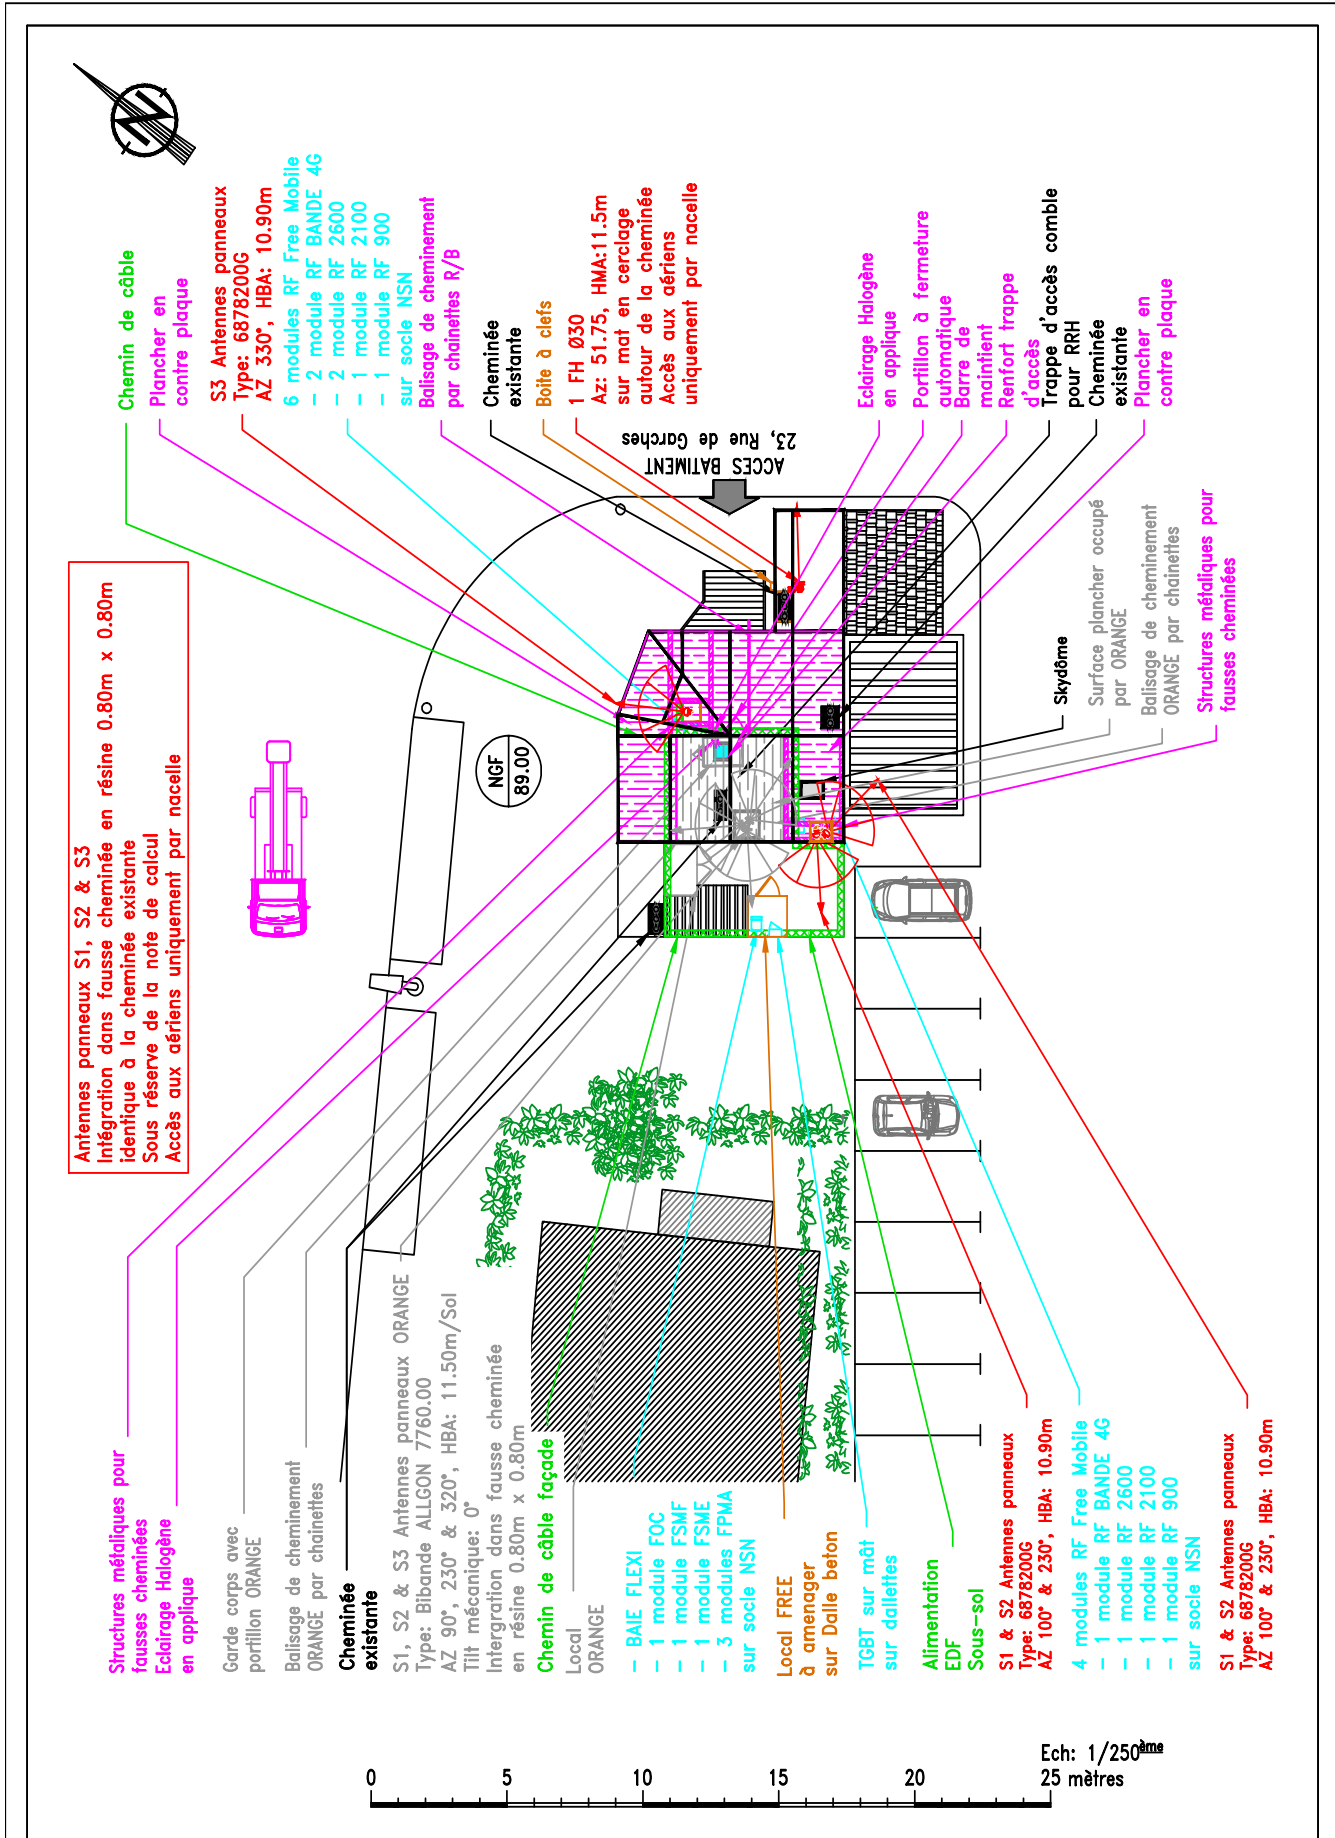 Chemin de câble
Plancher en
contre plaque
S3 Antennes panneaux
Type: 6878200G
AZ 330°, HBA: 10.90m
6 modules RF Free Mobile
- 2 module RF BANDE 4G
- 2 module RF 2600
- 1 module RF 2100
- 1 module RF 900
sur socle NSN
Balisage de cheminement
par chainettes R/B
Cheminée
existante
Boite à clefs
1 FH Ø30
Az: 51.75, HMA:11.5m
sur mat en cerclage
autour de la cheminée
Accès aux aériens
uniquement par nacelle
Eclairage Halogène
en applique
Portillon à fermeture
automatique
Barre de
maintient
Renfort trappe
d'accès
Trappe d'accès comble
pour RRH
Cheminée
existante
Plancher en
contre plaque
ACCES BATIMENT
23, Rue de Garches
Antennes panneaux S1, S2 & S3
Intégration dans fausse cheminée en résine 0.80m x 0.80m
identique à la cheminée existante
Sous réserve de la note de calcul
Accès aux aériens uniquement par nacelle
NGF
89.00
Skydôme
Surface plancher occupé
par ORANGE
Balisage de cheminement
ORANGE par chainettes
Structures métaliques pour
fausses cheminées
Structures métaliques pour
fausses cheminées
Eclairage Halogène
en applique
Garde corps avec
portillon ORANGE
Balisage de cheminement
ORANGE par chainettes
Cheminée
existante
S1, S2 & S3 Antennes panneaux ORANGE
Type: Bibande ALLGON 7760.00
AZ 90°, 230° & 320°, HBA: 11.50m/Sol
Tilt mécanique: 0°
Intergration dans fausse cheminée
en résine 0.80m x 0.80m
Chemin de câble façade
Local
ORANGE
- BAIE FLEXI
- 1 module FOC
- 1 module FSMF
- 1 module FSME
- 3 modules FPMA
sur socle NSN
Local FREE
à amenager
sur Dalle beton
TGBT sur mât
sur dallettes
Alimentation
EDF
Sous-sol
S1 & S2 Antennes panneaux
Type: 6878200G
AZ 100° & 230°, HBA: 10.90m
4 modules RF Free Mobile
- 1 module RF BANDE 4G
- 1 module RF 2600
- 1 module RF 2100
- 1 module RF 900
sur socle NSN
S1 & S2 Antennes panneaux
Type: 6878200G
AZ 100° & 230°, HBA: 10.90m
Ech: 1/250ème
0 5 10 15 20 25 mètres